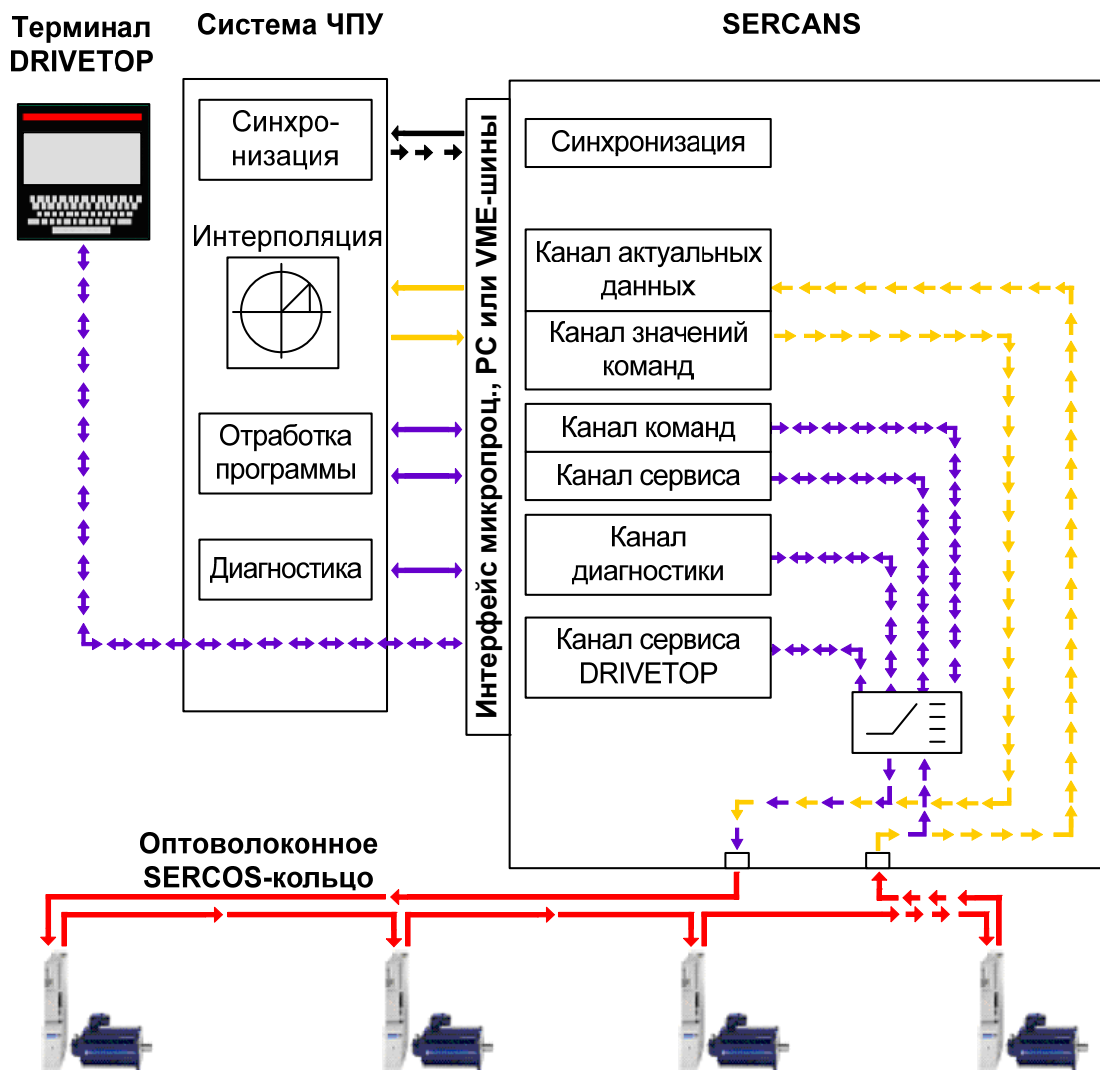 Терминал
DRIVETOP
Система ЧПУ
SERCANS
Синхро-
низация
Интерполяция
Отработка
программы
Диагностика
Интерфейс микропроц., PC или VME-шины
Синхронизация
Канал актуальных
данных
Канал значений
команд
Канал команд
Канал сервиса
Канал
диагностики
Канал сервиса
DRIVETOP
Оптоволоконное
SERCOS-кольцо